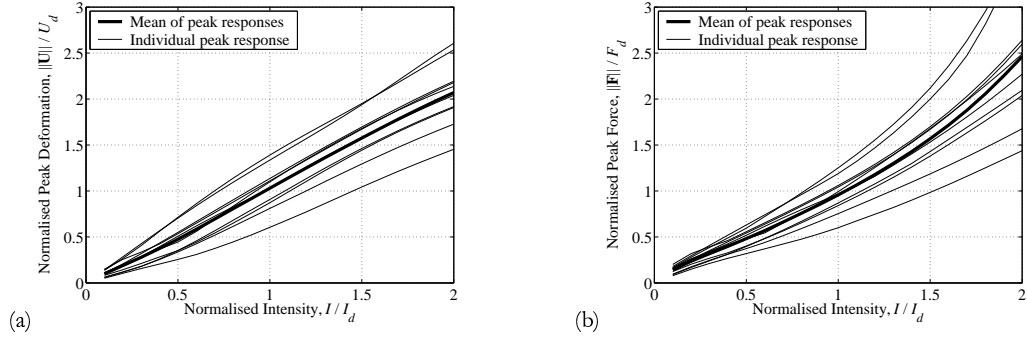 3
2.5
2
1.5
1
0.5
0
0
0.5
1
1.5
2
Normalised Peak Deformation, ||U|| / U_d
Normalised Intensity, I / I_d
Mean of peak responses
Individual peak response
(a)
3
2.5
2
1.5
1
0.5
0
0
0.5
1
1.5
2
Normalised Peak Force, ||F|| / F_d
Normalised Intensity, I / I_d
Mean of peak responses
Individual peak response
(b)